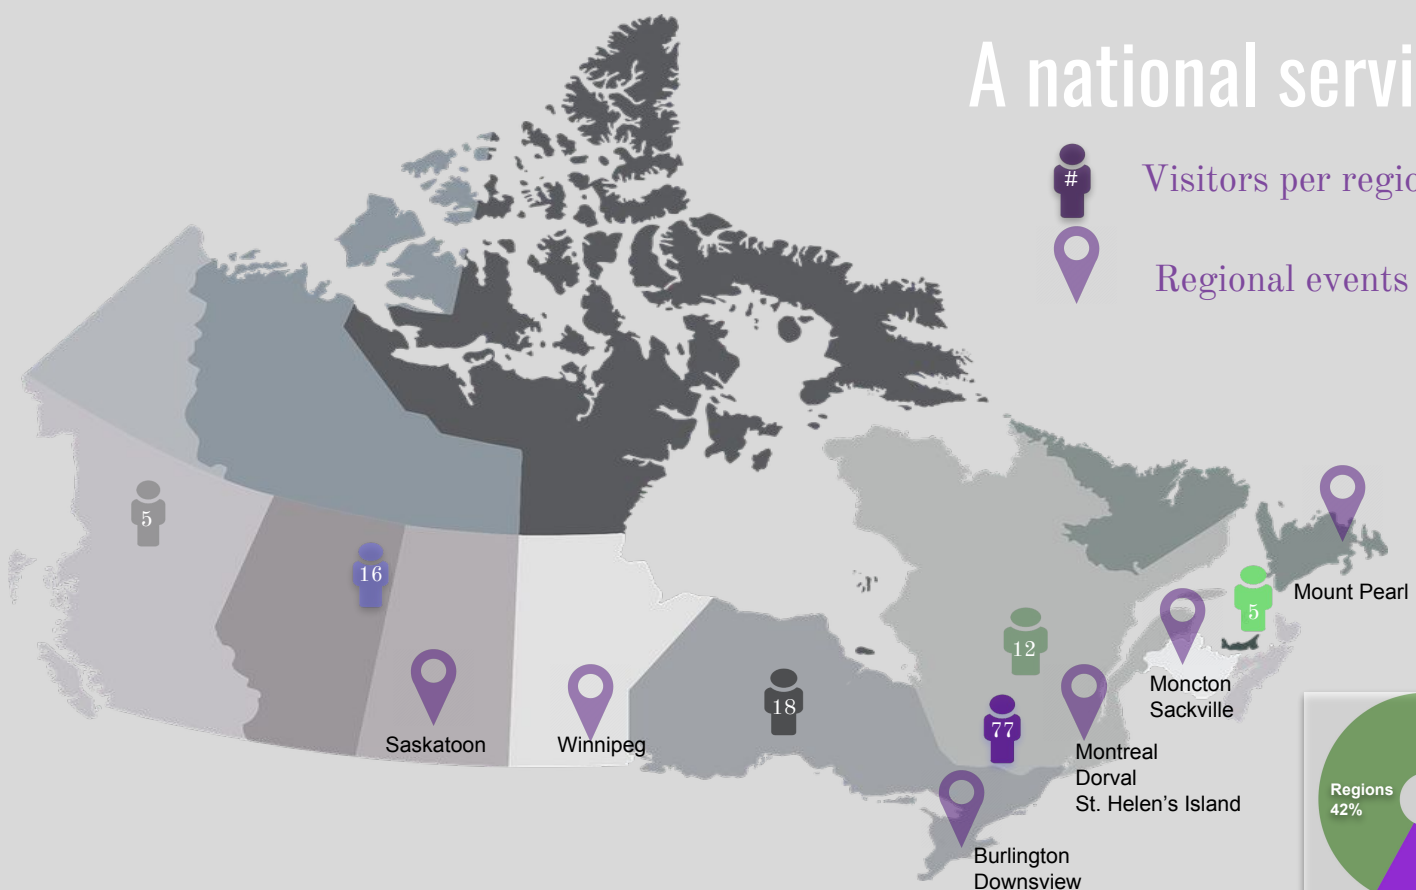 A national servi
#
Visitors per regio
Regional events
5
16
12
5
Mount Pearl
Moncton
Sackville
18
77
Saskatoon
Winnipeg
Montreal
Dorval
St. Helen's Island
Regions
42%
Burlington
Downsview